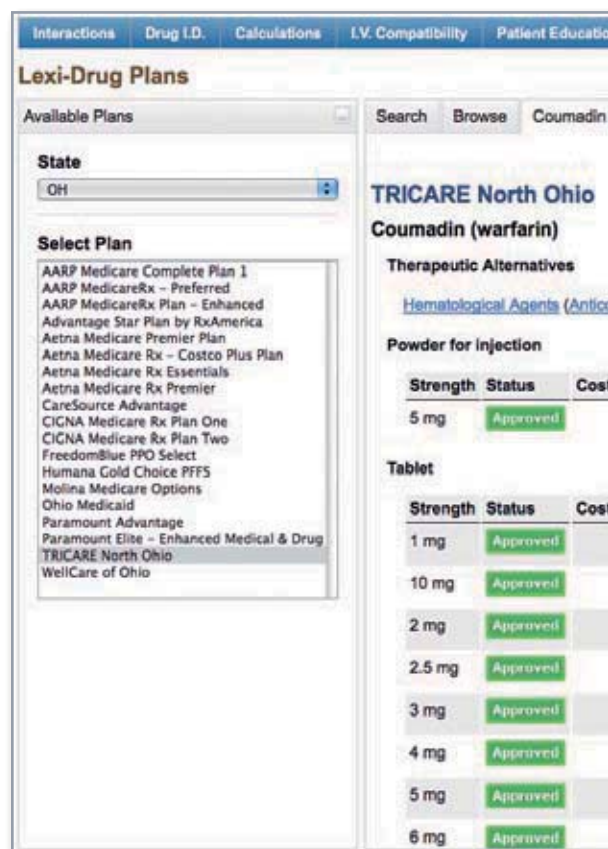 Interactions Drug I.D. Calculations I.V. Compatibility Patient Educatio
Lexi-Drug Plans
Available Plans
State
OH
Select Plan
AARP Medicare Complete Plan 1
AARP MedicareRx – Preferred
AARP MedicareRx Plan – Enhanced
Advantage Star Plan by RxAmerica
Aetna Medicare Premier Plan
Aetna Medicare Rx – Costco Plus Plan
Aetna Medicare Rx Essentials
Aetna Medicare Rx Premier
CareSource Advantage
CIGNA Medicare Rx Plan One
CIGNA Medicare Rx Plan Two
FreedomBlue PPO Select
Humana Gold Choice PFFS
Molina Medicare Options
Ohio Medicaid
Paramount Advantage
Paramount Elite – Enhanced Medical & Drug
TRICARE North Ohio
WellCare of Ohio
Search Browse Coumadin
TRICARE North Ohio
Coumadin (warfarin)
Therapeutic Alternatives
Hematological Agents (Antico
Powder for injection
Strength Status Cost
5 mg Approved
Tablet
Strength Status Cost
1 mg Approved
10 mg Approved
2 mg Approved
2.5 mg Approved
3 mg Approved
4 mg Approved
5 mg Approved
6 mg Approved